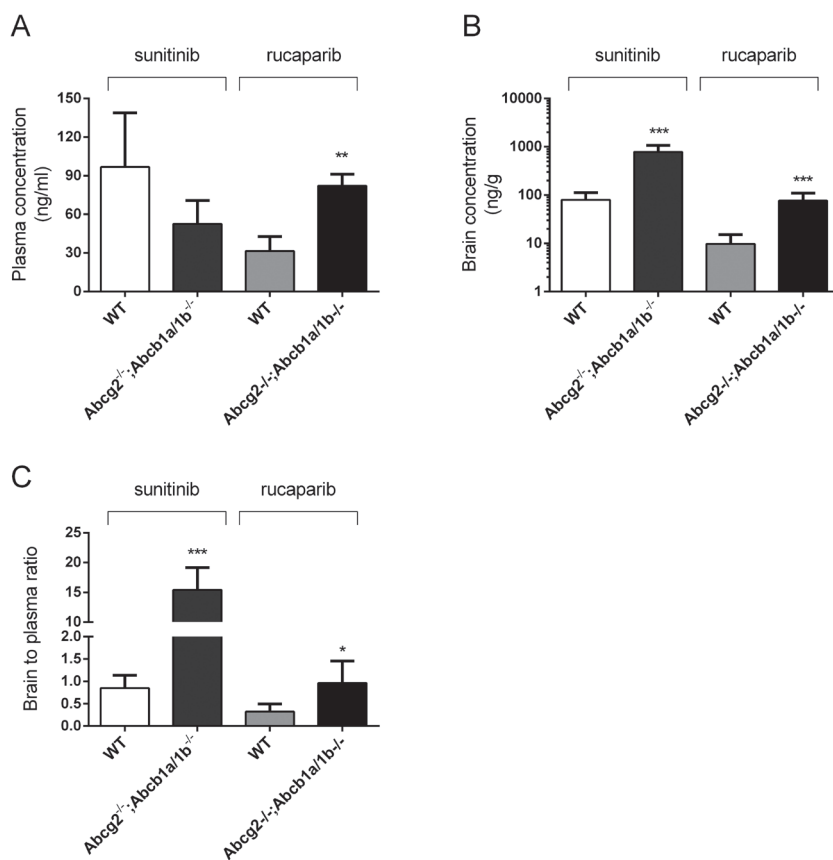 A
sunitinib
rucaparib
Plasma concentration
(ng/ml)
150
120
90
60
30
0
**
WT
Abcg2-/-;Abcb1a/1b-/-
WT
Abcg2-/-;Abcb1a/1b-/-
B
sunitinib
rucaparib
Brain concentration
(ng/g)
10000
1000
100
10
1
***
***
WT
Abcg2-/-;Abcb1a/1b-/-
WT
Abcg2-/-;Abcb1a/1b-/-
C
sunitinib
rucaparib
Brain to plasma ratio
25
20
15
10
2.0
1.5
1.0
0.5
0.0
***
*
WT
Abcg2-/-;Abcb1a/1b-/-
WT
Abcg2-/-;Abcb1a/1b-/-